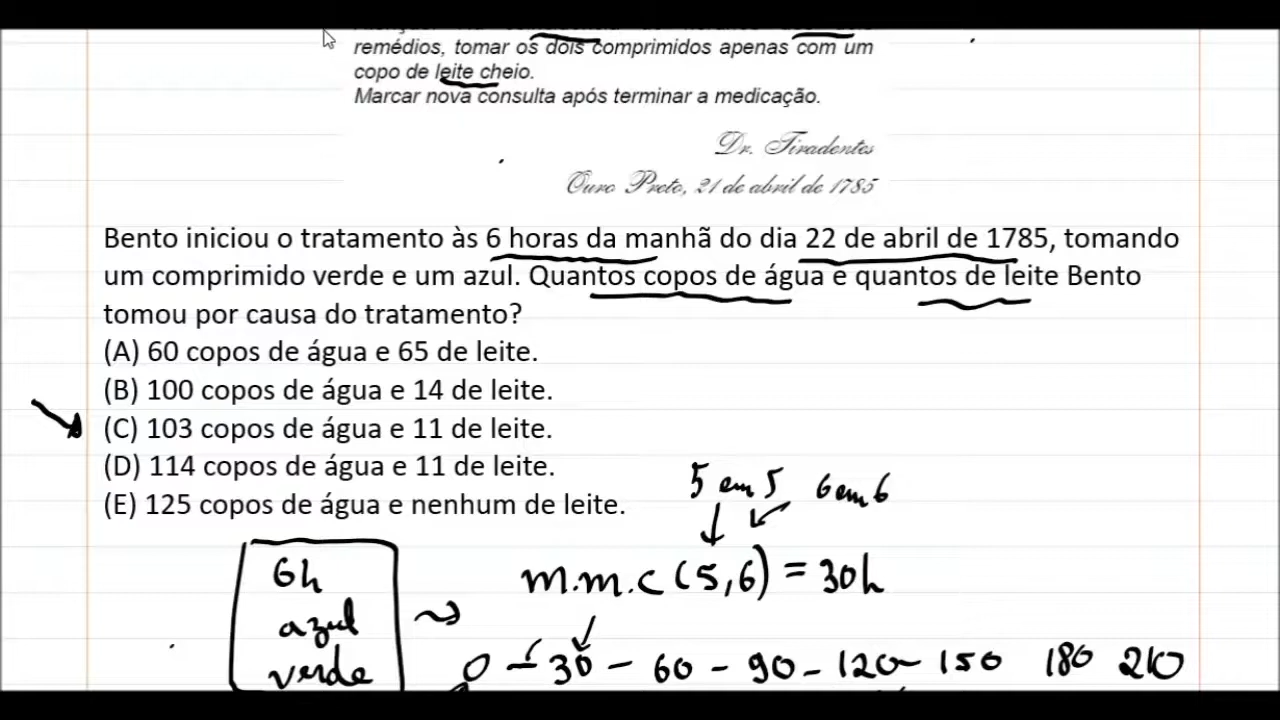 remédios, tomar os dois comprimidos apenas com um
copo de leite cheio.
Marcar nova consulta após terminar a medicação.
Dr. Tiradentes
Ouro Preto, 21 de abril de 1785
Bento iniciou o tratamento às 6 horas da manhã do dia 22 de abril de 1785, tomando
um comprimido verde e um azul. Quantos copos de água e quantos de leite Bento
tomou por causa do tratamento?
(A) 60 copos de água e 65 de leite.
(B) 100 copos de água e 14 de leite.
(C) 103 copos de água e 11 de leite.
(D) 114 copos de água e 11 de leite.
(E) 125 copos de água e nenhum de leite.
5 em 5 6 em 6
6h
azul
verde
m.m.c (5,6) = 30h
0 - 30 - 60 - 90 - 120 - 150 180 210